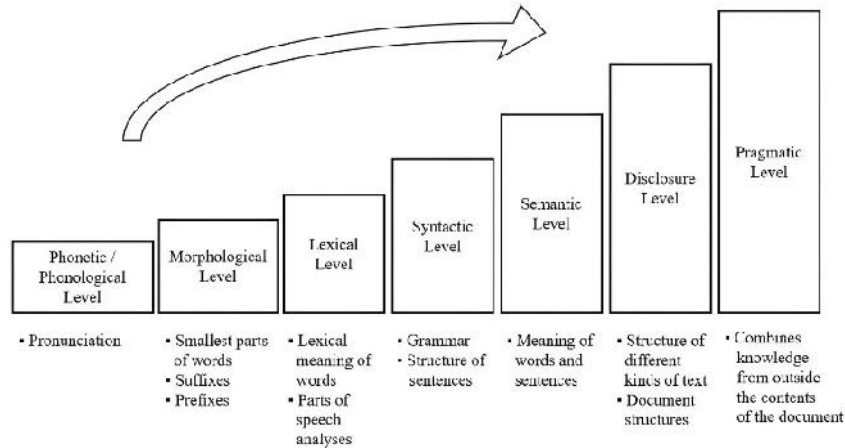 Phonetic /
Phonological
Level
Morphological
Level
Lexical
Level
Syntactic
Level
Semantic
Level
Disclosure
Level
Pragmatic
Level
▪ Pronunciation
▪ Smallest parts
of words
▪ Suffixes
▪ Prefixes
▪ Lexical
meaning of
words
▪ Parts of
speech
analyses
▪ Grammar
▪ Structure of
sentences
▪ Meaning of
words and
sentences
▪ Structure of
different
kinds of text
▪ Document
structures
▪ Combines
knowledge
from outside
the contents
of the document